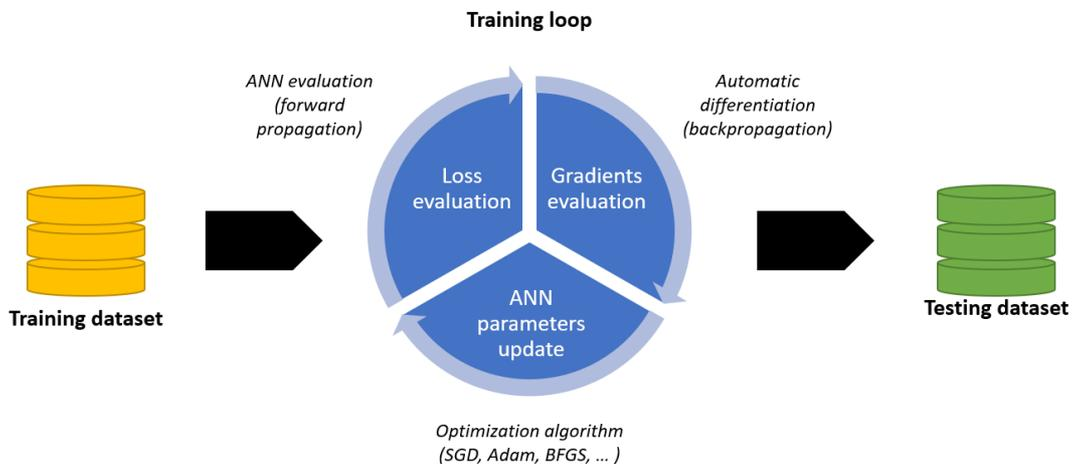 Training loop
ANN evaluation
(forward
propagation)
Automatic
differentiation
(backpropagation)
Loss
evaluation
Gradients
evaluation
ANN
parameters
update
Training dataset
Testing dataset
Optimization algorithm
(SGD, Adam, BFGS, ... )